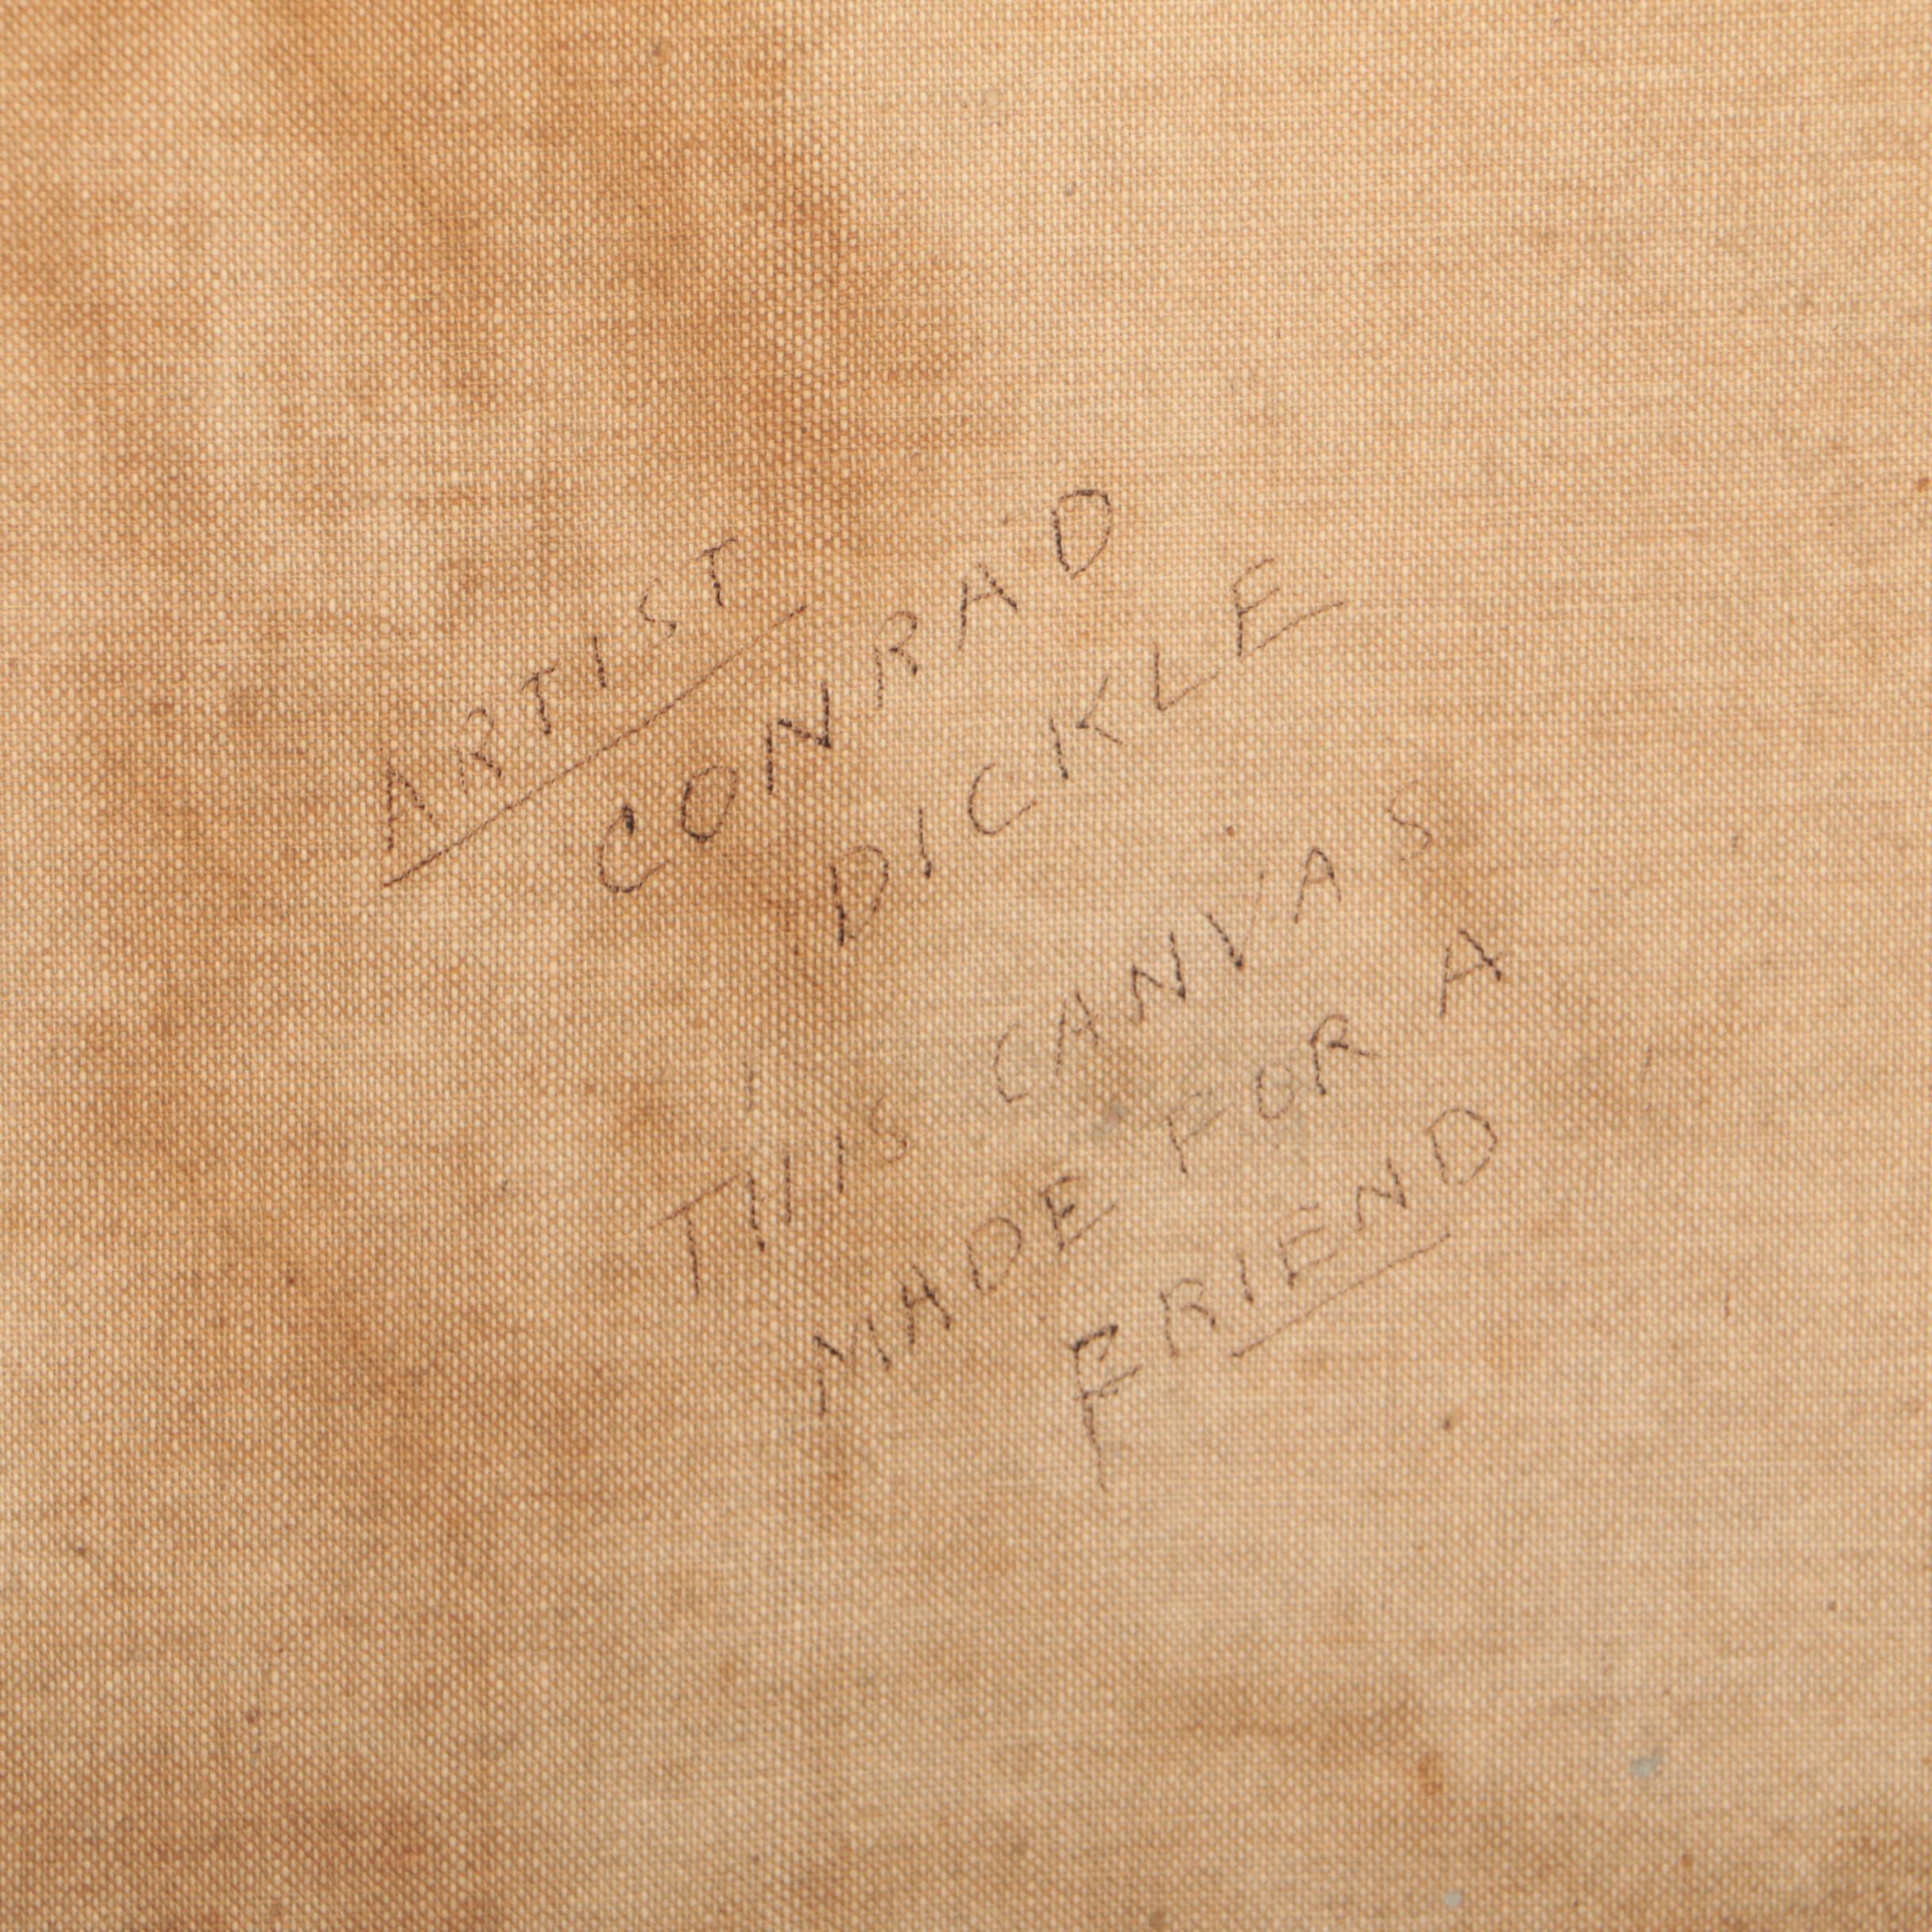 ARTIST
CONRAD
DICKLE
THIS CANVAS
MADE FOR A
FRIEND